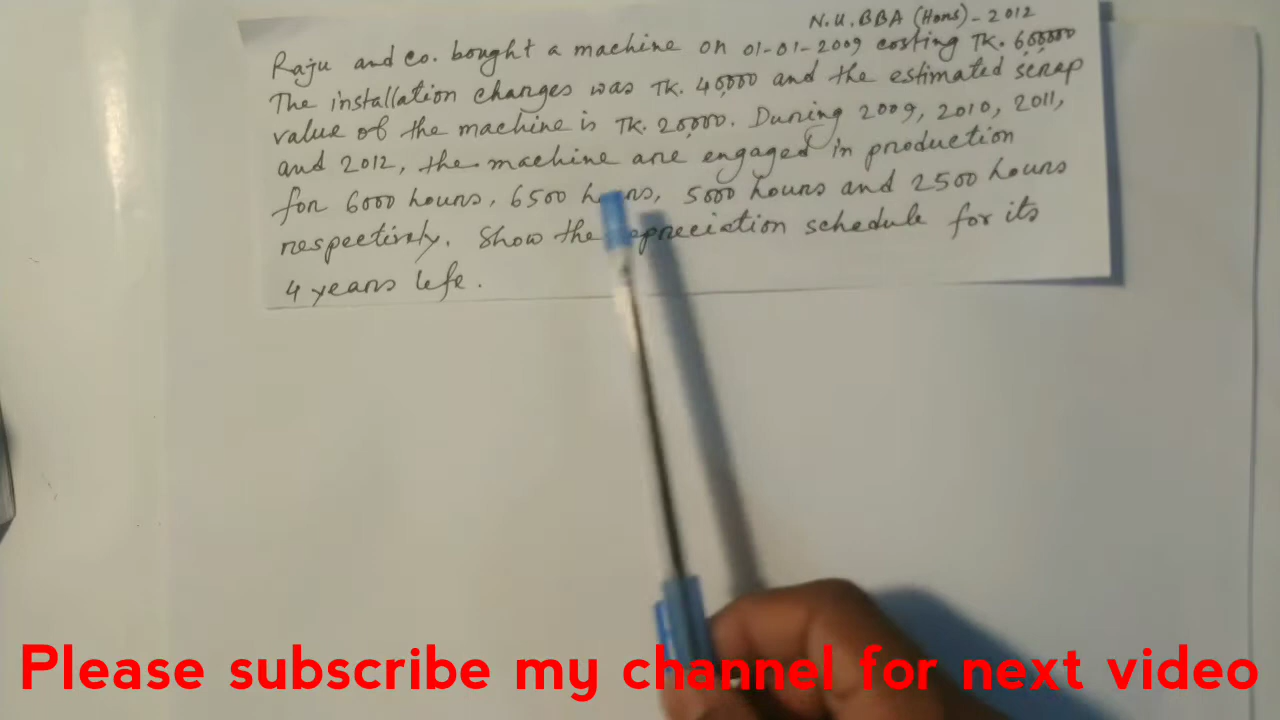 N.U.BBA (Hons) - 2012
Raju and co. bought a machine on 01-01-2009 costing TK. 6,00,000
The installation charges was TK. 40,000 and the estimated scrap
value of the machine is TK. 20,000. During 2009, 2010, 2011,
and 2012, the machine are engaged in production
for 6000 hours, 6500 hours, 5000 hours and 2500 hours
respectively. Show the depreciation schedule for its
4 years life.
Please subscribe my channel for next video